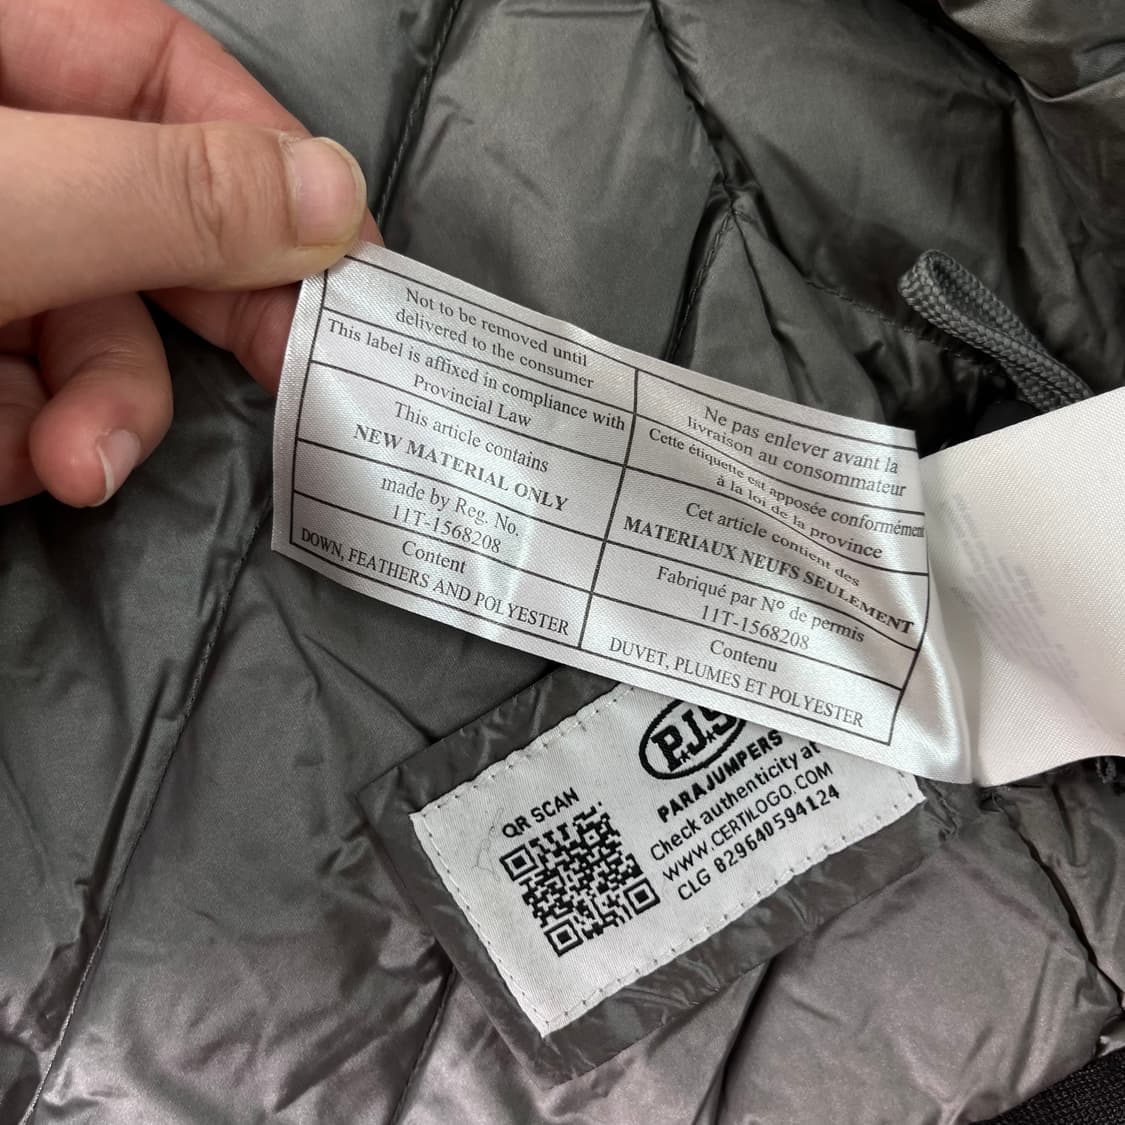 Not to be removed until
delivered to the consumer
This label is affixed in compliance with
Provincial Law
This article contains
NEW MATERIAL ONLY
made by Reg. No.
11T-1568208
Content
DOWN, FEATHERS AND POLYESTER
Ne pas enlever avant la
livraison au consommateur
Cette étiquette est apposée conformément
à la loi de la province
Cet article contient des
MATERIAUX NEUFS SEULEMENT
Fabriqué par N° de permis
11T-1568208
Contenu
DUVET, PLUMES ET POLYESTER
QR SCAN
P.J.S
PARAJUMPERS
Check authenticity at
WWW.CERTILOGO.COM
CLG 829640594124